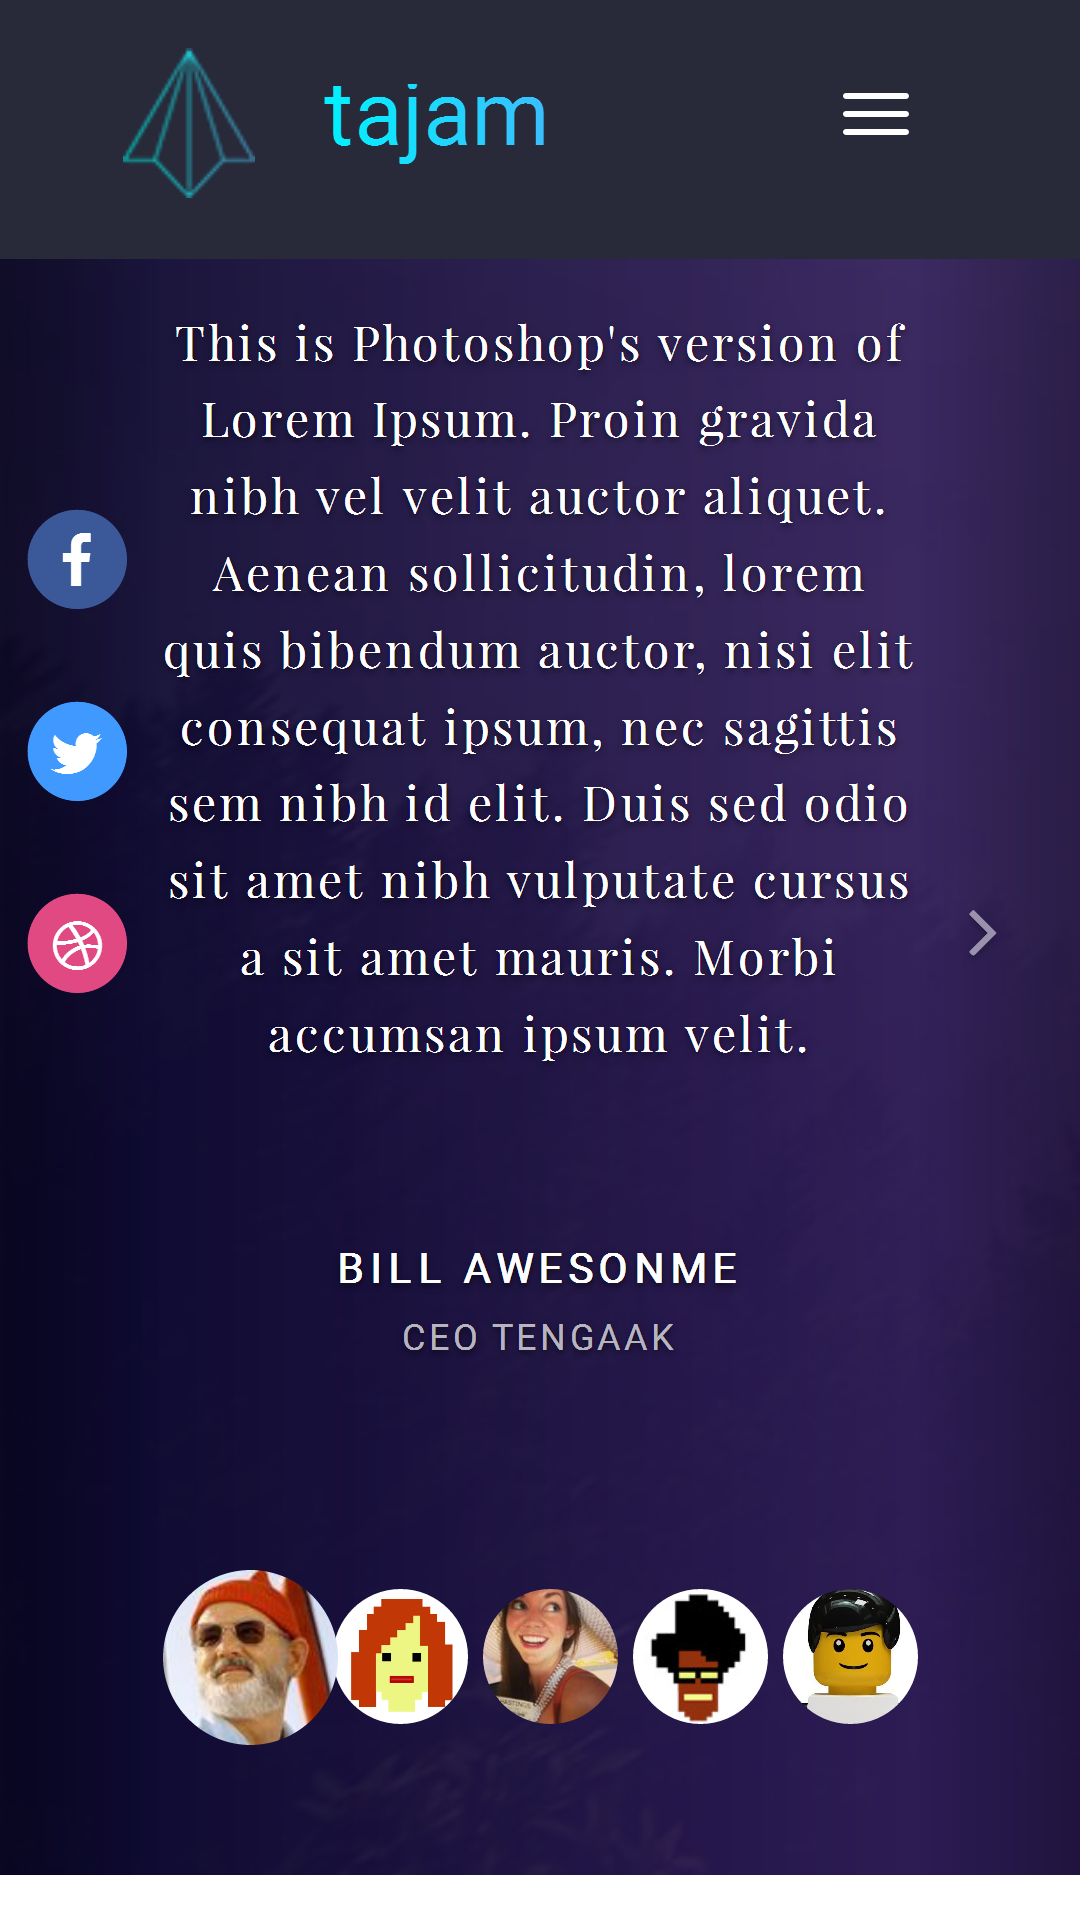 tajam
This is Photoshop's version of
Lorem Ipsum. Proin gravida
nibh vel velit auctor aliquet.
Aenean sollicitudin, lorem
quis bibendum auctor, nisi elit
consequat ipsum, nec sagittis
sem nibh id elit. Duis sed odio
sit amet nibh vulputate cursus
a sit amet mauris. Morbi
accumsan ipsum velit.
BILL AWESONME
CEO TENGAAK